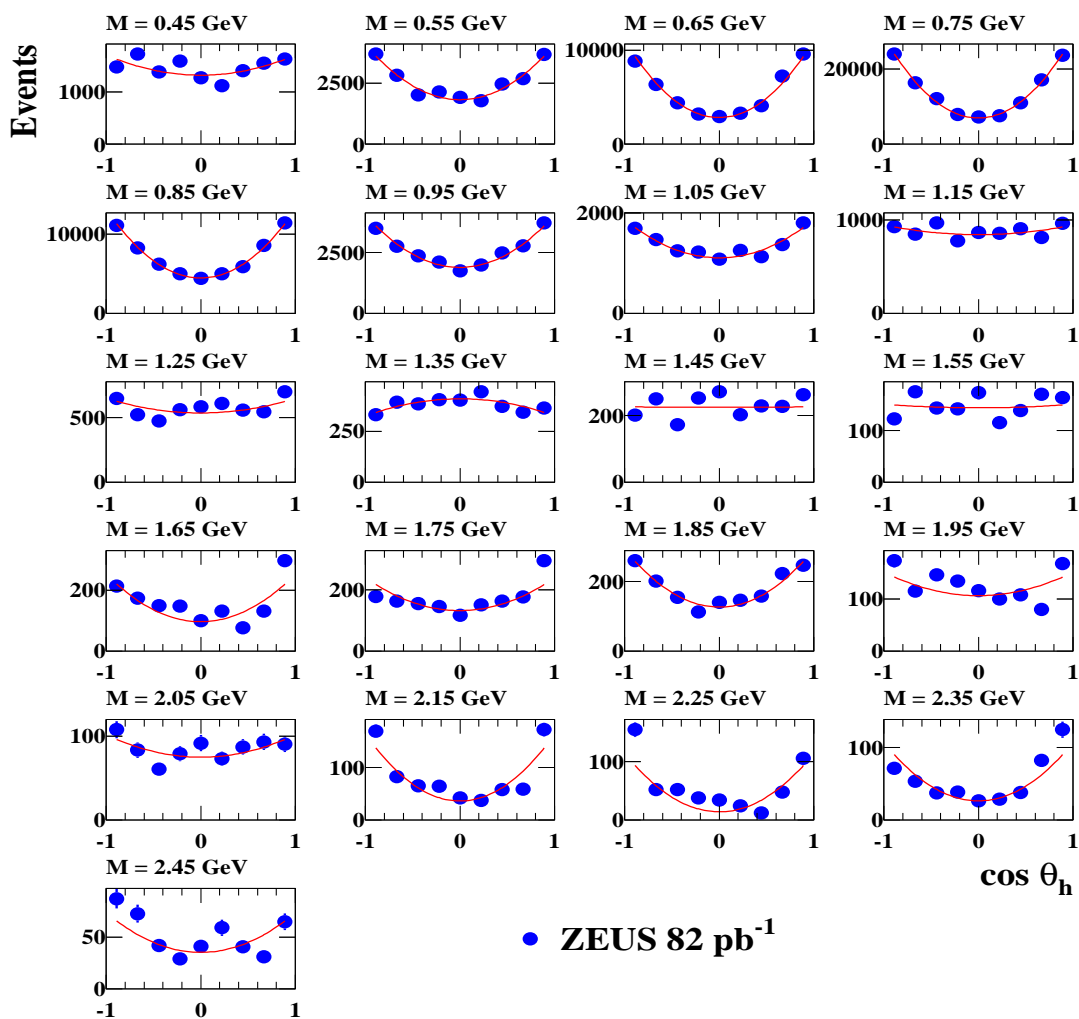 M = 0.45 GeV M = 0.55 GeV M = 0.65 GeV M = 0.75 GeV
Events
1000
0
2500
0
10000
0
20000
0
-1 0 1 -1 0 1 -1 0 1 -1 0 1
M = 0.85 GeV M = 0.95 GeV M = 1.05 GeV M = 1.15 GeV
10000
0
2500
0
2000
0
1000
0
-1 0 1 -1 0 1 -1 0 1 -1 0 1
M = 1.25 GeV M = 1.35 GeV M = 1.45 GeV M = 1.55 GeV
500
0
250
0
200
0
100
0
-1 0 1 -1 0 1 -1 0 1 -1 0 1
M = 1.65 GeV M = 1.75 GeV M = 1.85 GeV M = 1.95 GeV
200
0
200
0
200
0
100
0
-1 0 1 -1 0 1 -1 0 1 -1 0 1
M = 2.05 GeV M = 2.15 GeV M = 2.25 GeV M = 2.35 GeV
100
0
100
0
100
0
100
0
-1 0 1 -1 0 1 -1 0 1 -1 0 1
M = 2.45 GeV
50
0
-1 0 1
cos θh
ZEUS 82 pb-1